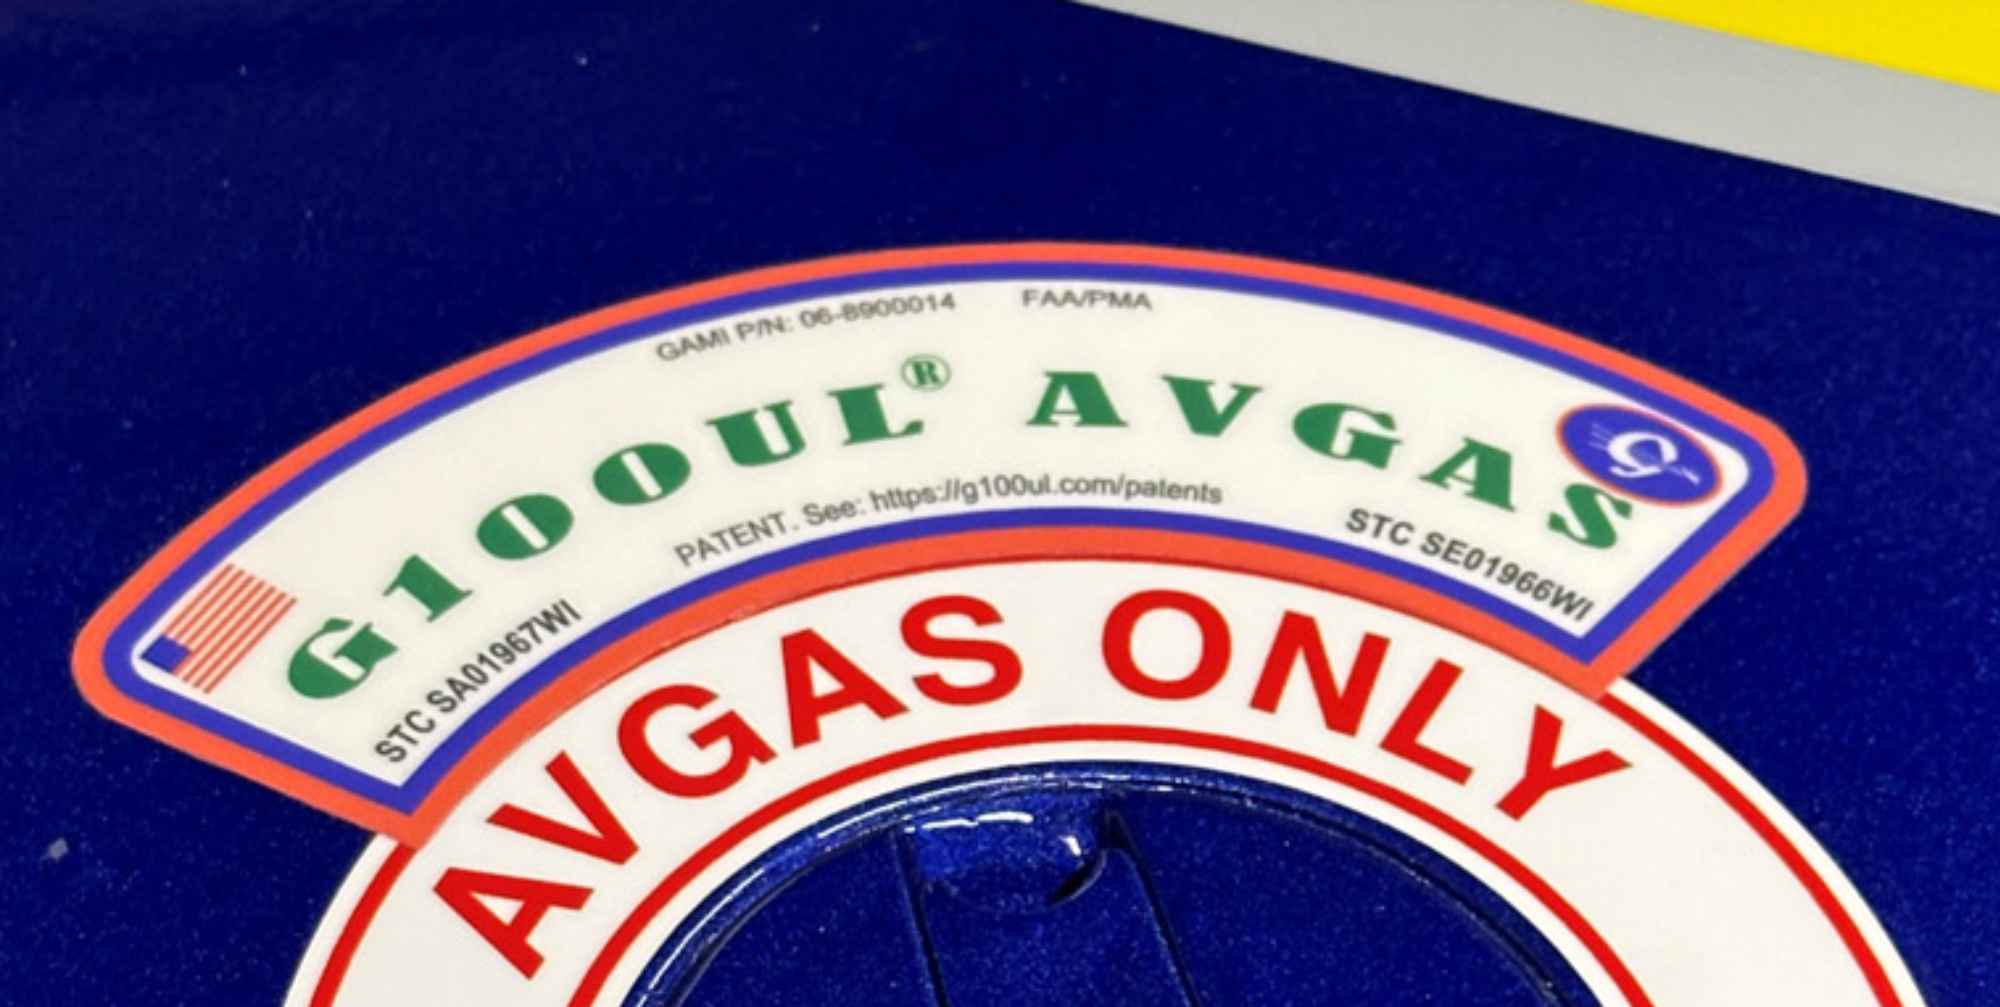 GAMI P/N: 06-8900014 FAA/PMA
G100UL® AVGAS
PATENT. See: https://g100ul.com/patents
STC SA01967WI
STC SE01966WI
AVGAS ONLY